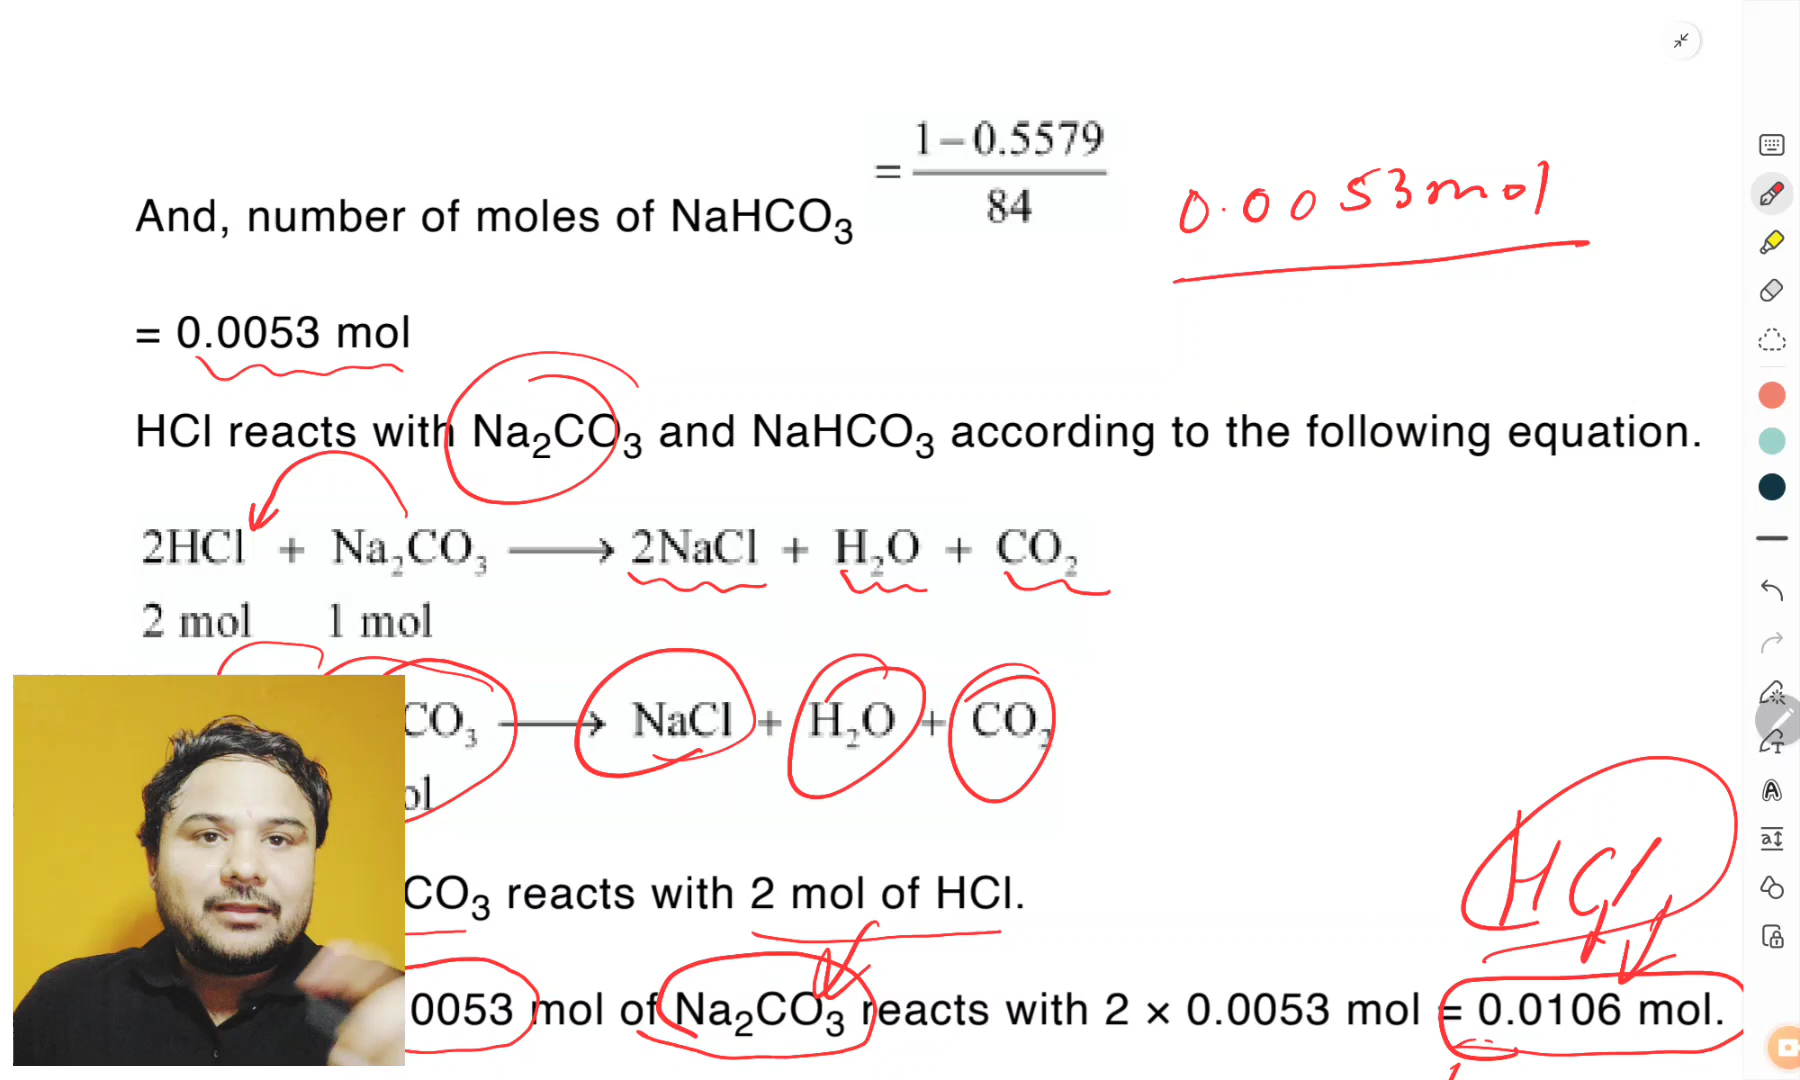 1 – 0.5579
And, number of moles of NaHCO₃ = 0.0053 mol
84
= 0.0053 mol
HCl reacts with Na₂CO₃ and NaHCO₃ according to the following equation.
2HCl + Na₂CO₃ ⟶ 2NaCl + H₂O + CO₂
2 mol 1 mol
CO₃ ⟶ NaCl + H₂O + CO₂
ol
HCl
CO₃ reacts with 2 mol of HCl.
0053 mol of Na₂CO₃ reacts with 2 × 0.0053 mol = 0.0106 mol.